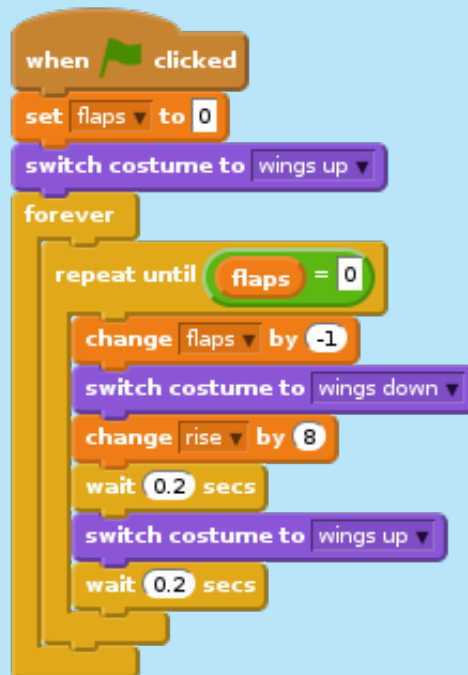 when clicked
set flaps to 0
switch costume to wings up
forever
repeat until flaps = 0
change flaps by -1
switch costume to wings down
change rise by 8
wait 0.2 secs
switch costume to wings up
wait 0.2 secs